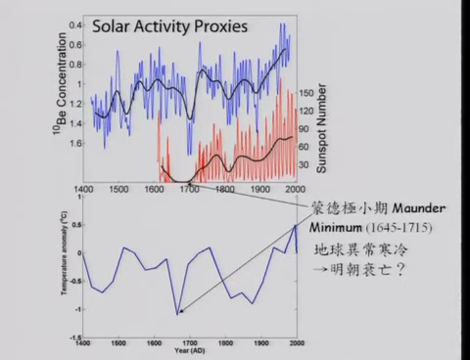 Solar Activity Proxies
10Be Concentration
0.4
0.6
0.8
1
1.2
1.4
1.6
150
120
90
60
30
Sunspot Number
1400 1500 1600 1700 1800 1900 2000
蒙德極小期 Maunder
Minimum (1645-1715)
地球異常寒冷
→明朝衰亡？
Temperature anomaly (°C)
1
0.5
0
-0.5
-1
-1.5
1400 1500 1600 1700 1800 1900 2000
Year (AD)